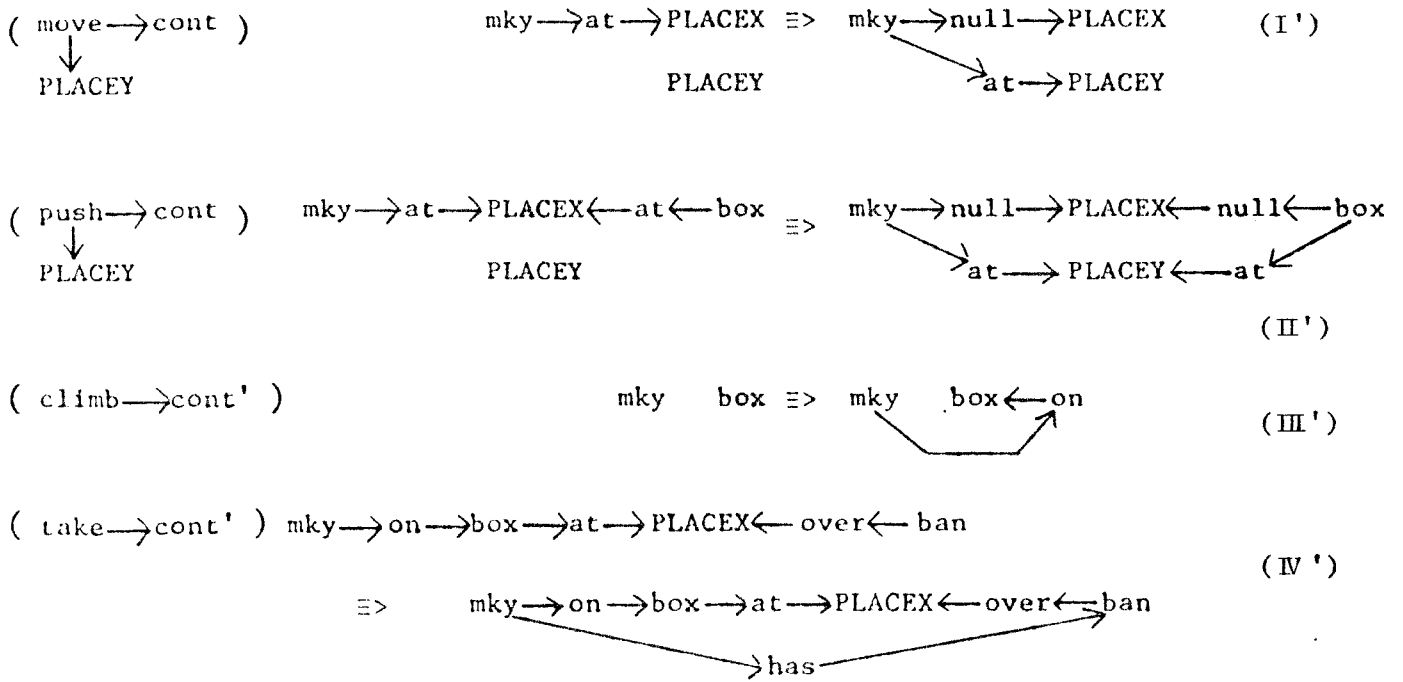 ( move→cont ) mky→at→PLACEX ≡> mky→null→PLACEX (I')
PLACEY PLACEY at→PLACEY
( push→cont ) mky→at→PLACEX←at←box ≡> mky→null→PLACEX←null←box
PLACEY PLACEY at→PLACEY←at
(II')
( climb→cont' ) mky box ≡> mky box←on (III')
( take→cont' ) mky→on→box→at→PLACEX←over←ban
(IV')
≡> mky→on→box→at→PLACEX←over←ban
has